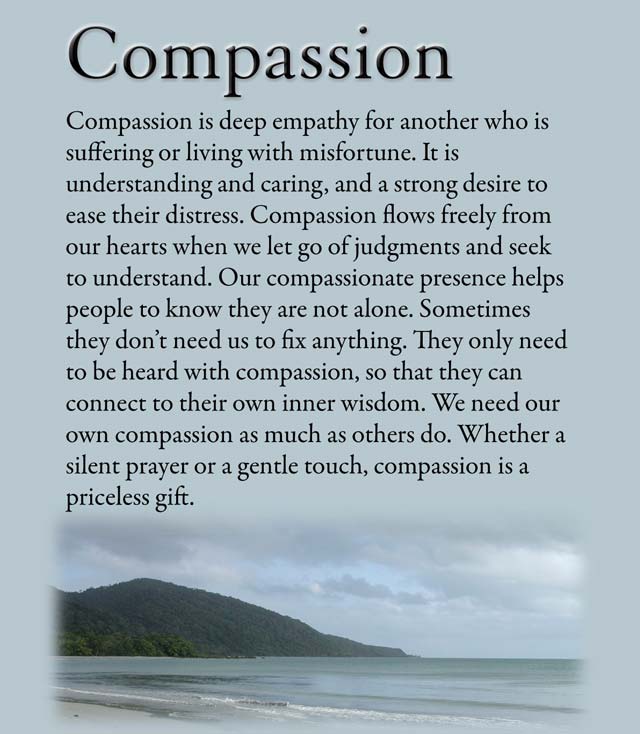 Compassion
Compassion is deep empathy for another who is
suffering or living with misfortune. It is
understanding and caring, and a strong desire to
ease their distress. Compassion flows freely from
our hearts when we let go of judgments and seek
to understand. Our compassionate presence helps
people to know they are not alone. Sometimes
they don’t need us to fix anything. They only need
to be heard with compassion, so that they can
connect to their own inner wisdom. We need our
own compassion as much as others do. Whether a
silent prayer or a gentle touch, compassion is a
priceless gift.